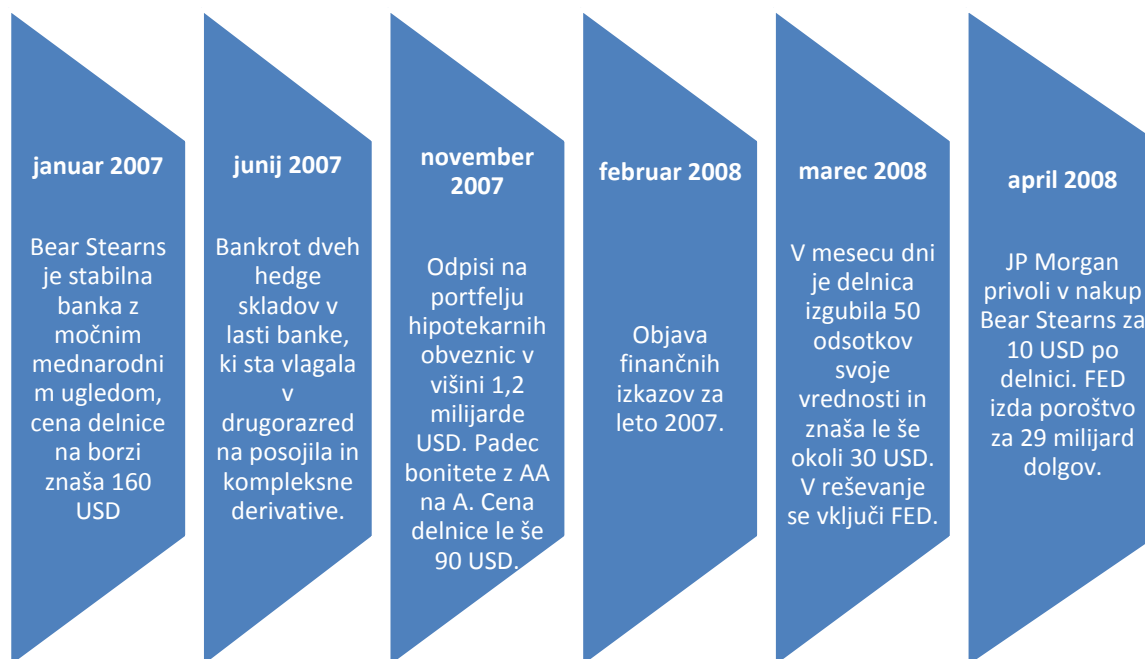 januar 2007
Bear Stearns
je stabilna
banka z
močnim
mednarodni
m ugledom,
cena delnice
na borzi
znaša 160
USD
junij 2007
Bankrot dveh
hedge
skladov v
lasti banke,
ki sta vlagala
v
drugorazred
na posojila in
kompleksne
derivative.
november
2007
Odpisi na
portfelju
hipotekarnih
obveznic v
višini 1,2
milijarde
USD. Padec
bonitete z AA
na A. Cena
delnice le še
90 USD.
februar 2008
Objava
finančnih
izkazov za
leto 2007.
marec 2008
V mesecu dni
je delnica
izgubila 50
odsotkov
svoje
vrednosti in
znaša le še
okoli 30 USD.
V reševanje
se vključi FED.
april 2008
JP Morgan
privoli v nakup
Bear Stearns za
10 USD po
delnici. FED
izda poroštvo
za 29 milijard
dolgov.